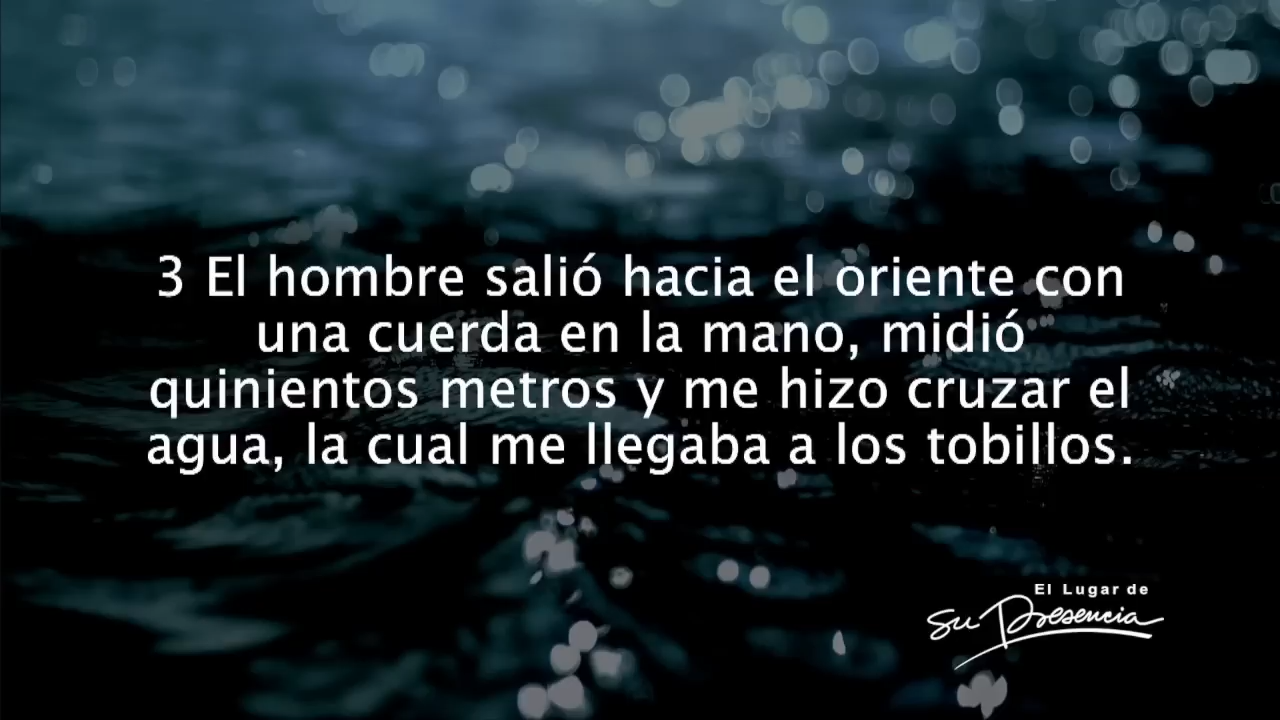 3 El hombre salió hacia el oriente con
una cuerda en la mano, midió
quinientos metros y me hizo cruzar el
agua, la cual me llegaba a los tobillos.
El Lugar de
Su Presencia